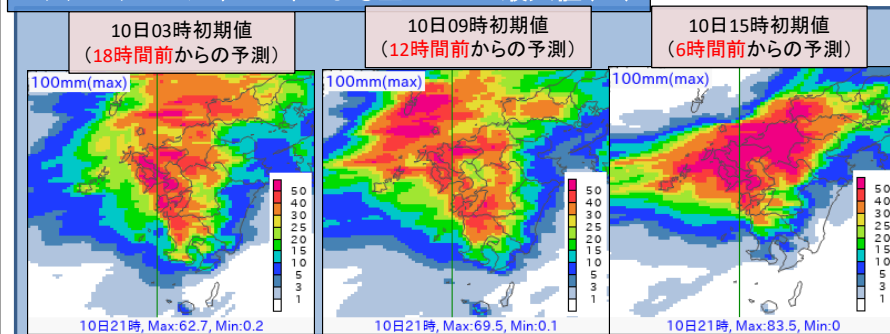 10日03時初期値
（18時間前からの予測）
10日09時初期値
（12時間前からの予測）
10日15時初期値
（6時間前からの予測）
100mm(max)
100mm(max)
100mm(max)
50
40
30
25
20
15
10
5
3
1
50
40
30
25
20
15
10
5
3
1
50
40
30
25
20
15
10
5
3
1
10日21時, Max:62.7, Min:0.2
10日21時, Max:69.5, Min:0.1
10日21時, Max:83.5, Min:0